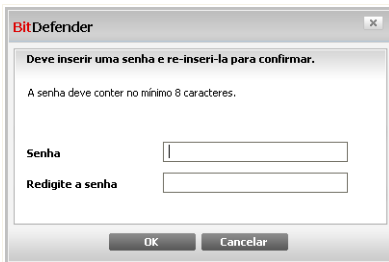 BitDefender
Deve inserir uma senha e re-inseri-la para confirmar.
A senha deve conter no mínimo 8 caracteres.
Senha
Redigite a senha
OK Cancelar